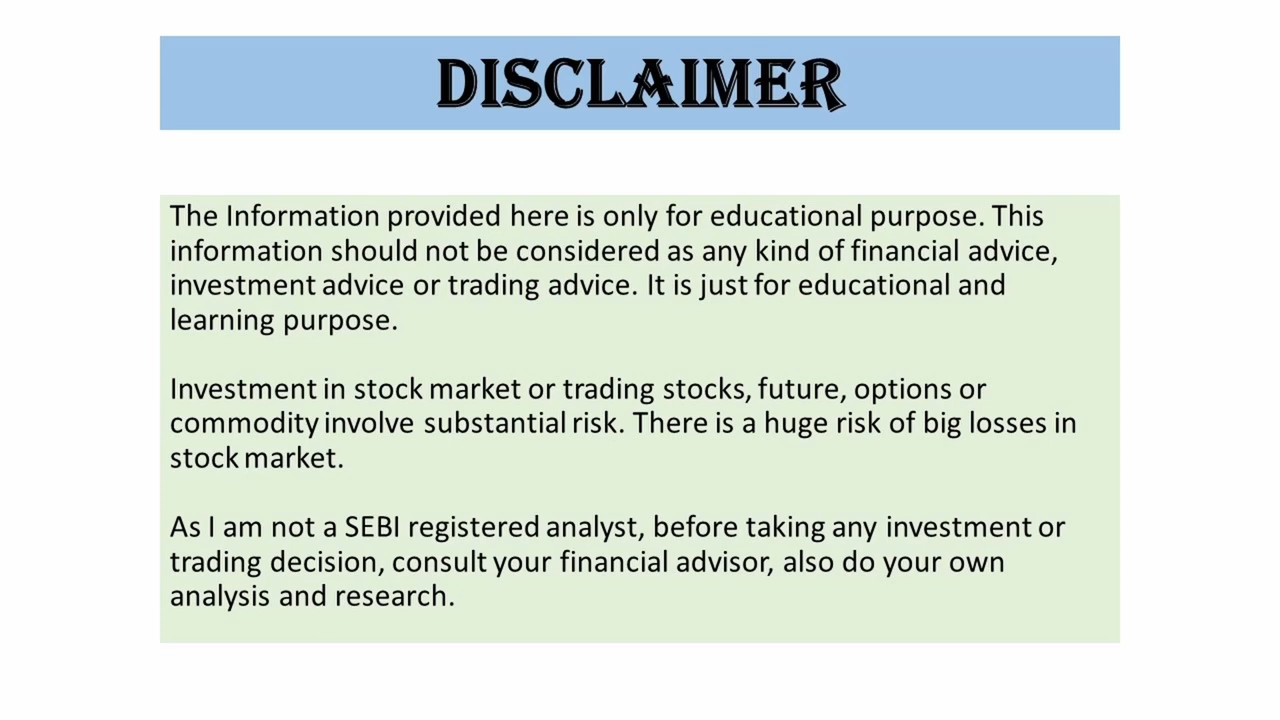 DISCLAIMER
The Information provided here is only for educational purpose. This
information should not be considered as any kind of financial advice,
investment advice or trading advice. It is just for educational and
learning purpose.
Investment in stock market or trading stocks, future, options or
commodity involve substantial risk. There is a huge risk of big losses in
stock market.
As I am not a SEBI registered analyst, before taking any investment or
trading decision, consult your financial advisor, also do your own
analysis and research.